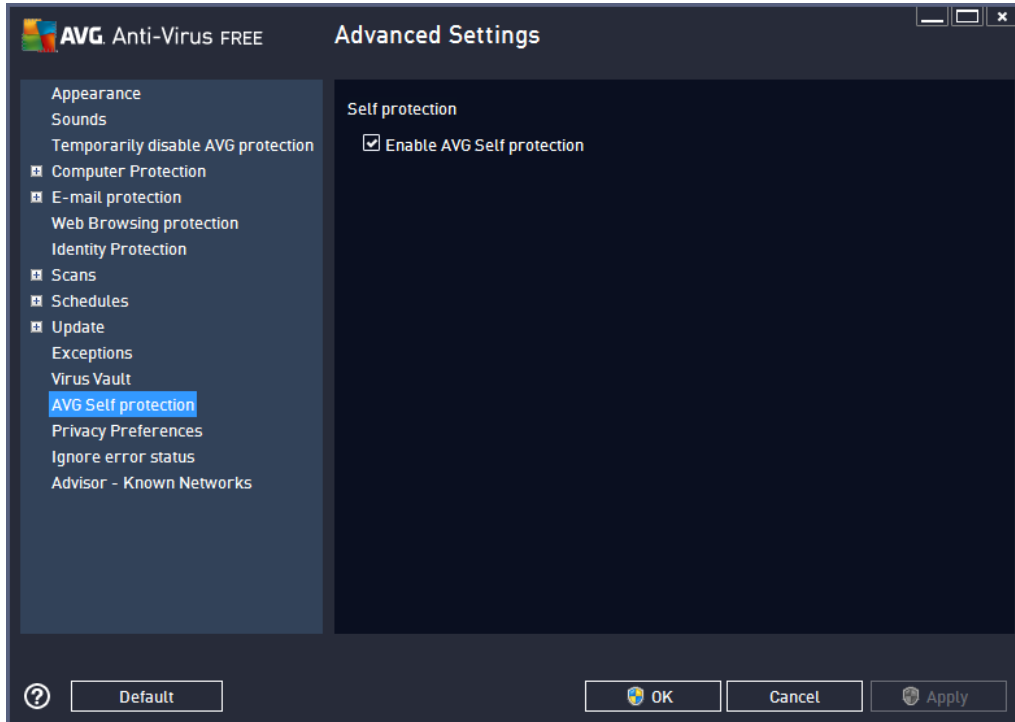 AVG. Anti-Virus FREE
Advanced Settings
Appearance
Sounds
Temporarily disable AVG protection
Computer Protection
E-mail protection
Web Browsing protection
Identity Protection
Scans
Schedules
Update
Exceptions
Virus Vault
AVG Self protection
Privacy Preferences
Ignore error status
Advisor - Known Networks
Self protection
Enable AVG Self protection
?
Default
OK
Cancel
Apply